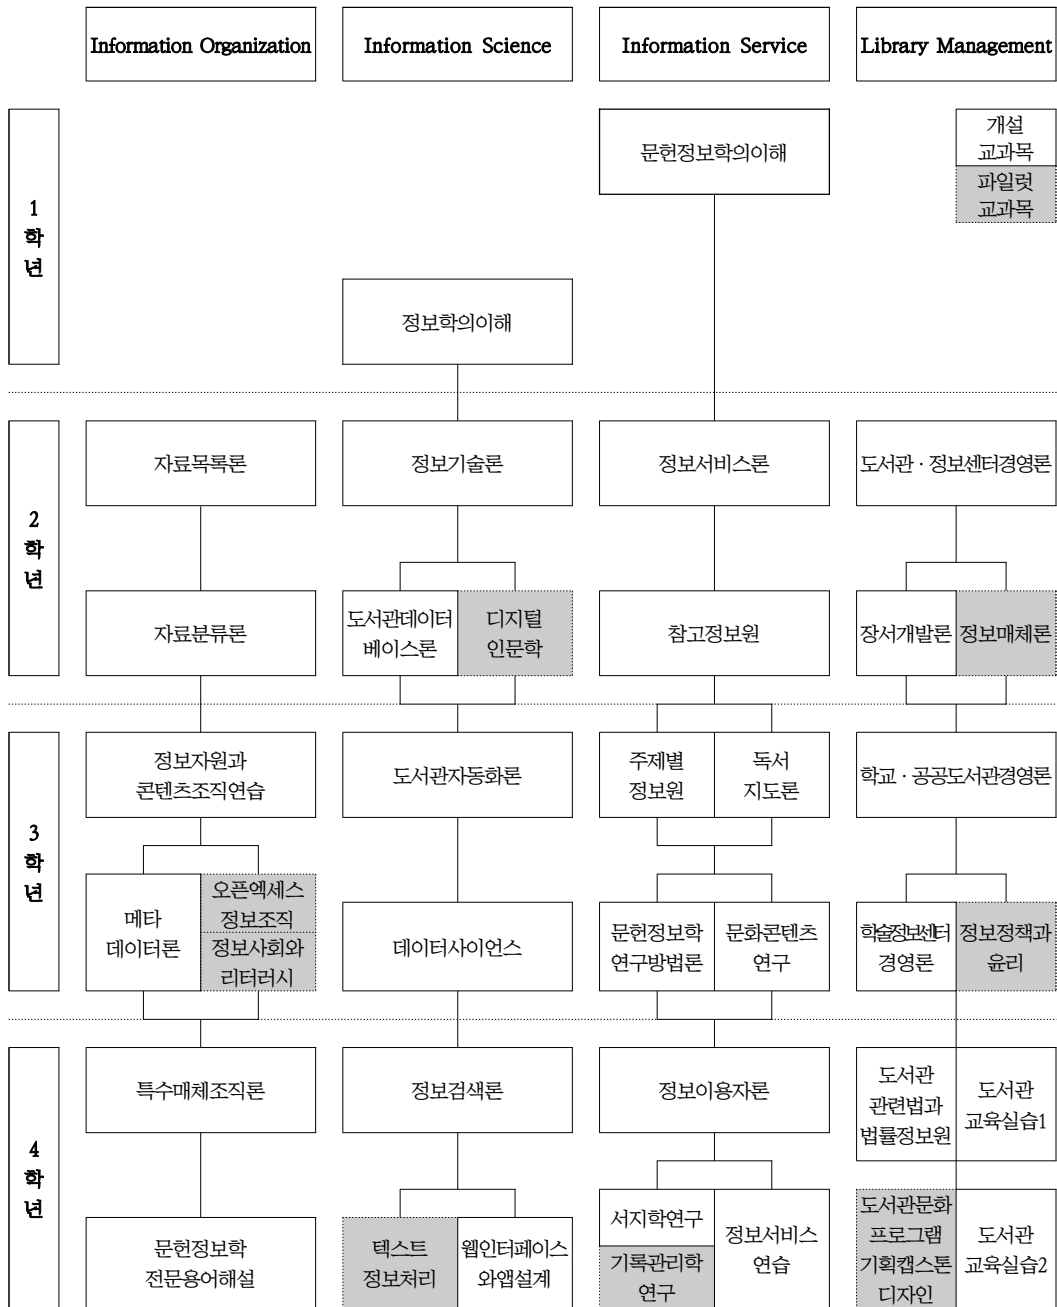 Information Organization
Information Science
Information Service
Library Management
1
학
년
문헌정보학의이해
개설
교과목
파일럿
교과목
정보학의이해
2
학
년
자료목록론
정보기술론
정보서비스론
도서관 · 정보센터경영론
자료분류론
도서관데이터
베이스론
디지털
인문학
참고정보원
장서개발론
정보매체론
3
학
년
정보자원과
콘텐츠조직연습
도서관자동화론
주제별
정보원
독서
지도론
학교 · 공공도서관경영론
메타
데이터론
오픈엑세스
정보조직
정보사회와
리터러시
데이터사이언스
문헌정보학
연구방법론
문화콘텐츠
연구
학술정보센터
경영론
정보정책과
윤리
4
학
년
특수매체조직론
정보검색론
정보이용자론
도서관
관련법과
법률정보원
도서관
교육실습1
문헌정보학
전문용어해설
텍스트
정보처리
웹인터페이스
와앱설계
서지학연구
기록관리학
연구
정보서비스
연습
도서관문화
프로그램
기획캡스톤
디자인
도서관
교육실습2